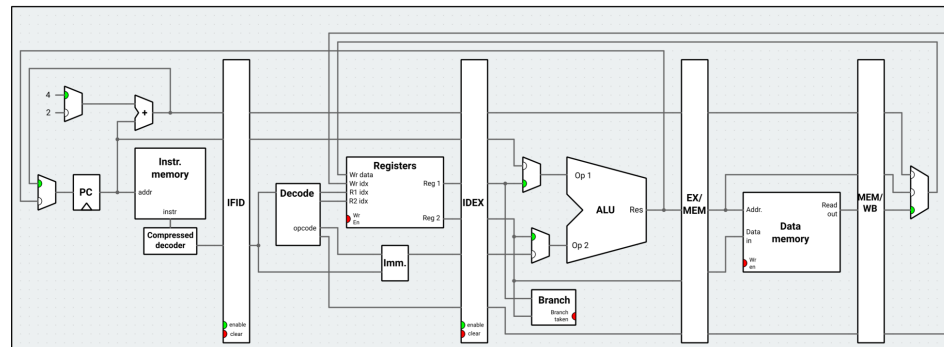 4
2
+
PC
Instr.
memory
addr
instr
Compressed
decoder
IFID
enable
clear
Decode
opcode
Registers
Wr data
Wr idx
R1 idx
R2 idx
Wr
En
Reg 1
Reg 2
Imm.
IDEX
enable
clear
Op 1
Op 2
ALU
Res
Branch
Branch
taken
EX/
MEM
Addr.
Data
in
Wr
en
Data
memory
Read
out
MEM/
WB